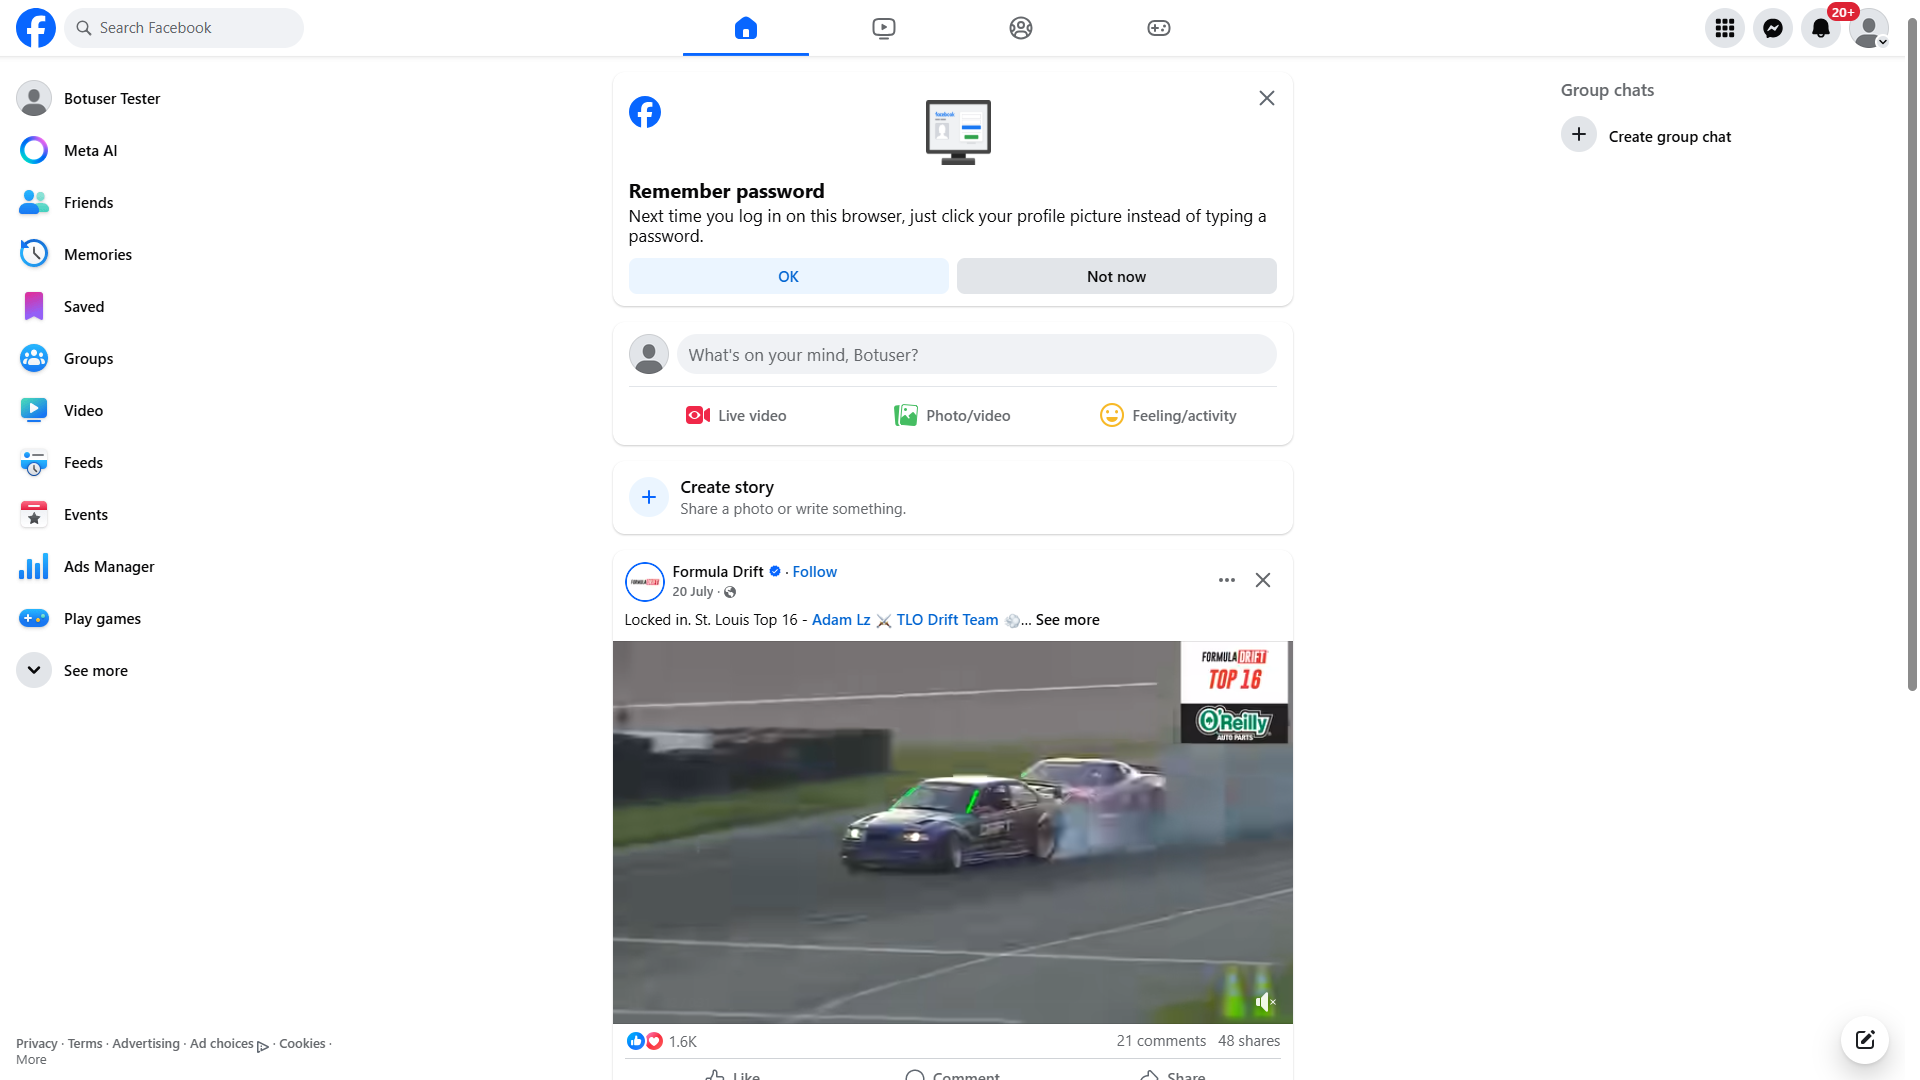 Search Facebook
20+
Botuser Tester
Meta AI
Friends
Memories
Saved
Groups
Video
Feeds
Events
Ads Manager
Play games
See more
Privacy · Terms · Advertising · Ad choices · Cookies ·
More
facebook
Remember password
Next time you log in on this browser, just click your profile picture instead of typing a
password.
OK
Not now
What's on your mind, Botuser?
Live video
Photo/video
Feeling/activity
Create story
Share a photo or write something.
FORMULA DRIFT
Formula Drift · Follow
20 July ·
Locked in. St. Louis Top 16 - Adam Lz ⚔️ TLO Drift Team 💨... See more
FORMULA DRIFT
TOP 16
O'Reilly
AUTO PARTS
1.6K
21 comments 48 shares
Like
Comment
Share
Group chats
Create group chat